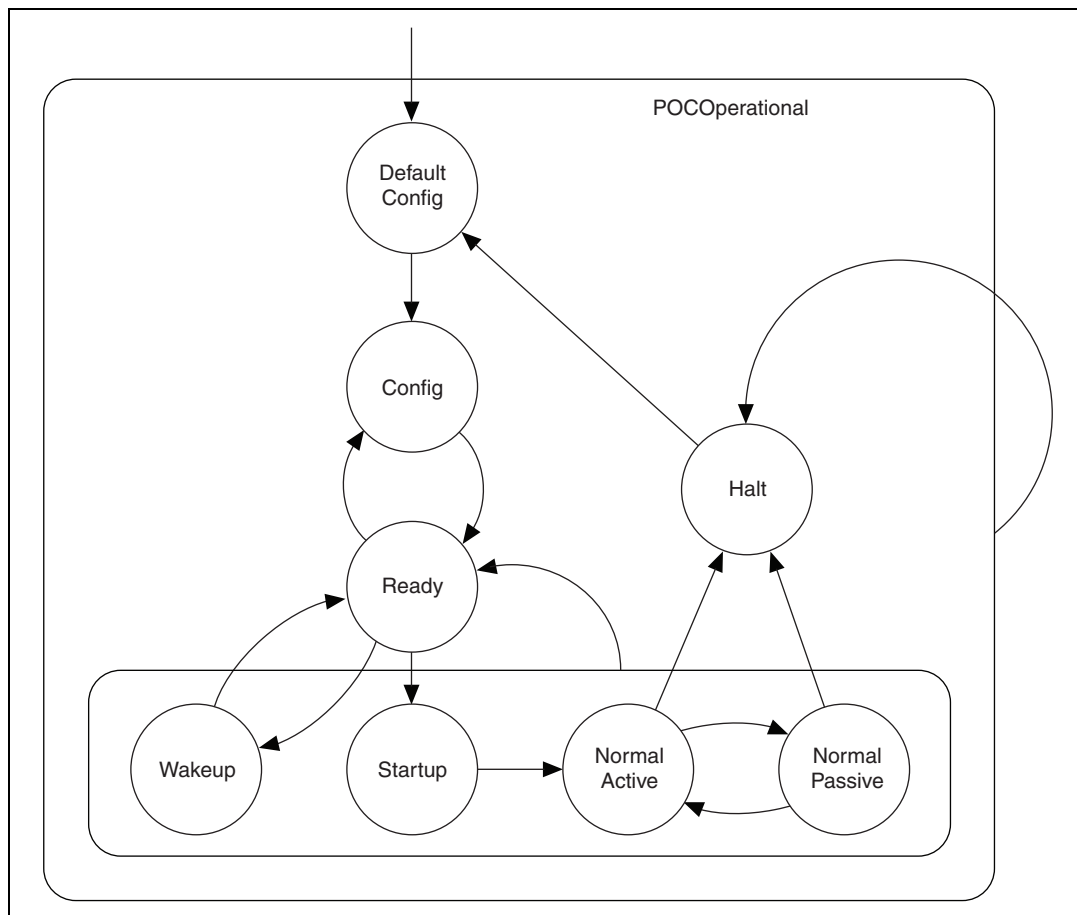 POCOperational
Default
Config
Config
Halt
Ready
Wakeup
Startup
Normal
Active
Normal
Passive